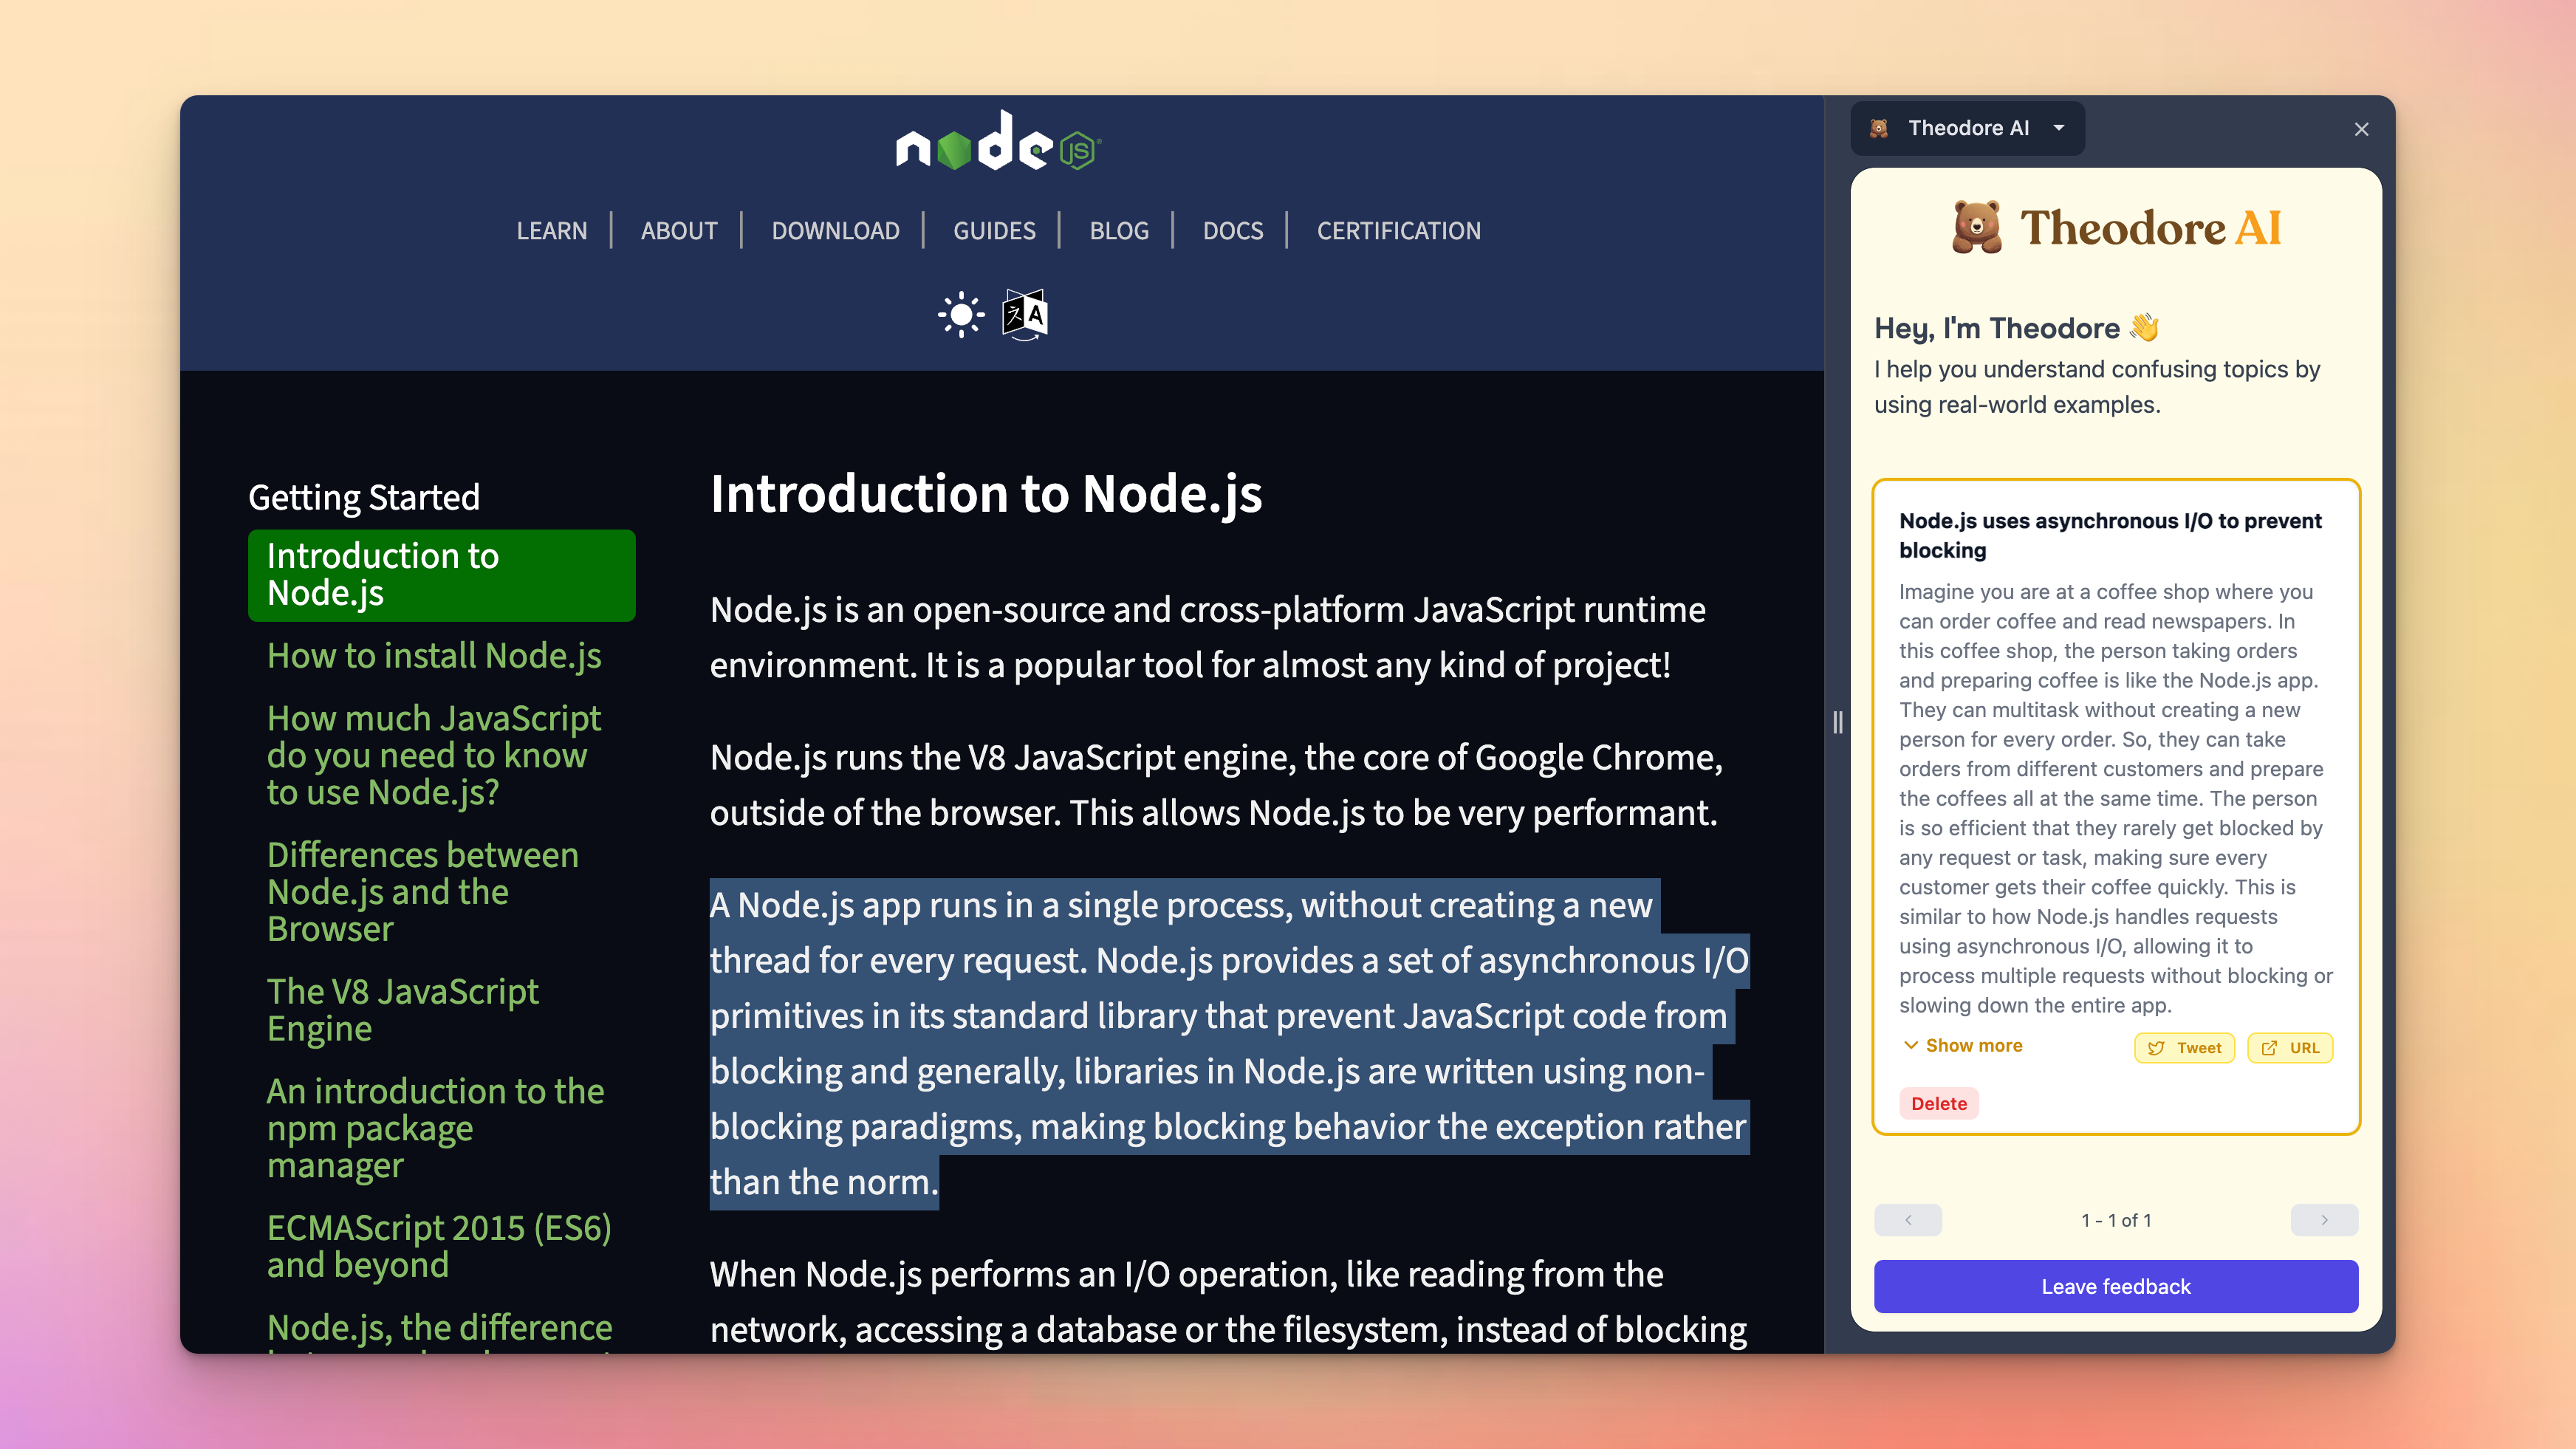 node JS
LEARN
ABOUT
DOWNLOAD
GUIDES
BLOG
DOCS
CERTIFICATION
A
Getting Started
Introduction to
Node.js
How to install Node.js
How much JavaScript
do you need to know
to use Node.js?
Differences between
Node.js and the
Browser
The V8 JavaScript
Engine
An introduction to the
npm package
manager
ECMAScript 2015 (ES6)
and beyond
Node.js, the difference
Introduction to Node.js
Node.js is an open-source and cross-platform JavaScript runtime
environment. It is a popular tool for almost any kind of project!
Node.js runs the V8 JavaScript engine, the core of Google Chrome,
outside of the browser. This allows Node.js to be very performant.
A Node.js app runs in a single process, without creating a new
thread for every request. Node.js provides a set of asynchronous I/O
primitives in its standard library that prevent JavaScript code from
blocking and generally, libraries in Node.js are written using non-
blocking paradigms, making blocking behavior the exception rather
than the norm.
When Node.js performs an I/O operation, like reading from the
network, accessing a database or the filesystem, instead of blocking
Theodore AI
Theodore AI
Hey, I'm Theodore 👋
I help you understand confusing topics by
using real-world examples.
Node.js uses asynchronous I/O to prevent
blocking
Imagine you are at a coffee shop where you
can order coffee and read newspapers. In
this coffee shop, the person taking orders
and preparing coffee is like the Node.js app.
They can multitask without creating a new
person for every order. So, they can take
orders from different customers and prepare
the coffees all at the same time. The person
is so efficient that they rarely get blocked by
any request or task, making sure every
customer gets their coffee quickly. This is
similar to how Node.js handles requests
using asynchronous I/O, allowing it to
process multiple requests without blocking or
slowing down the entire app.
Show more
Tweet
URL
Delete
1 - 1 of 1
Leave feedback